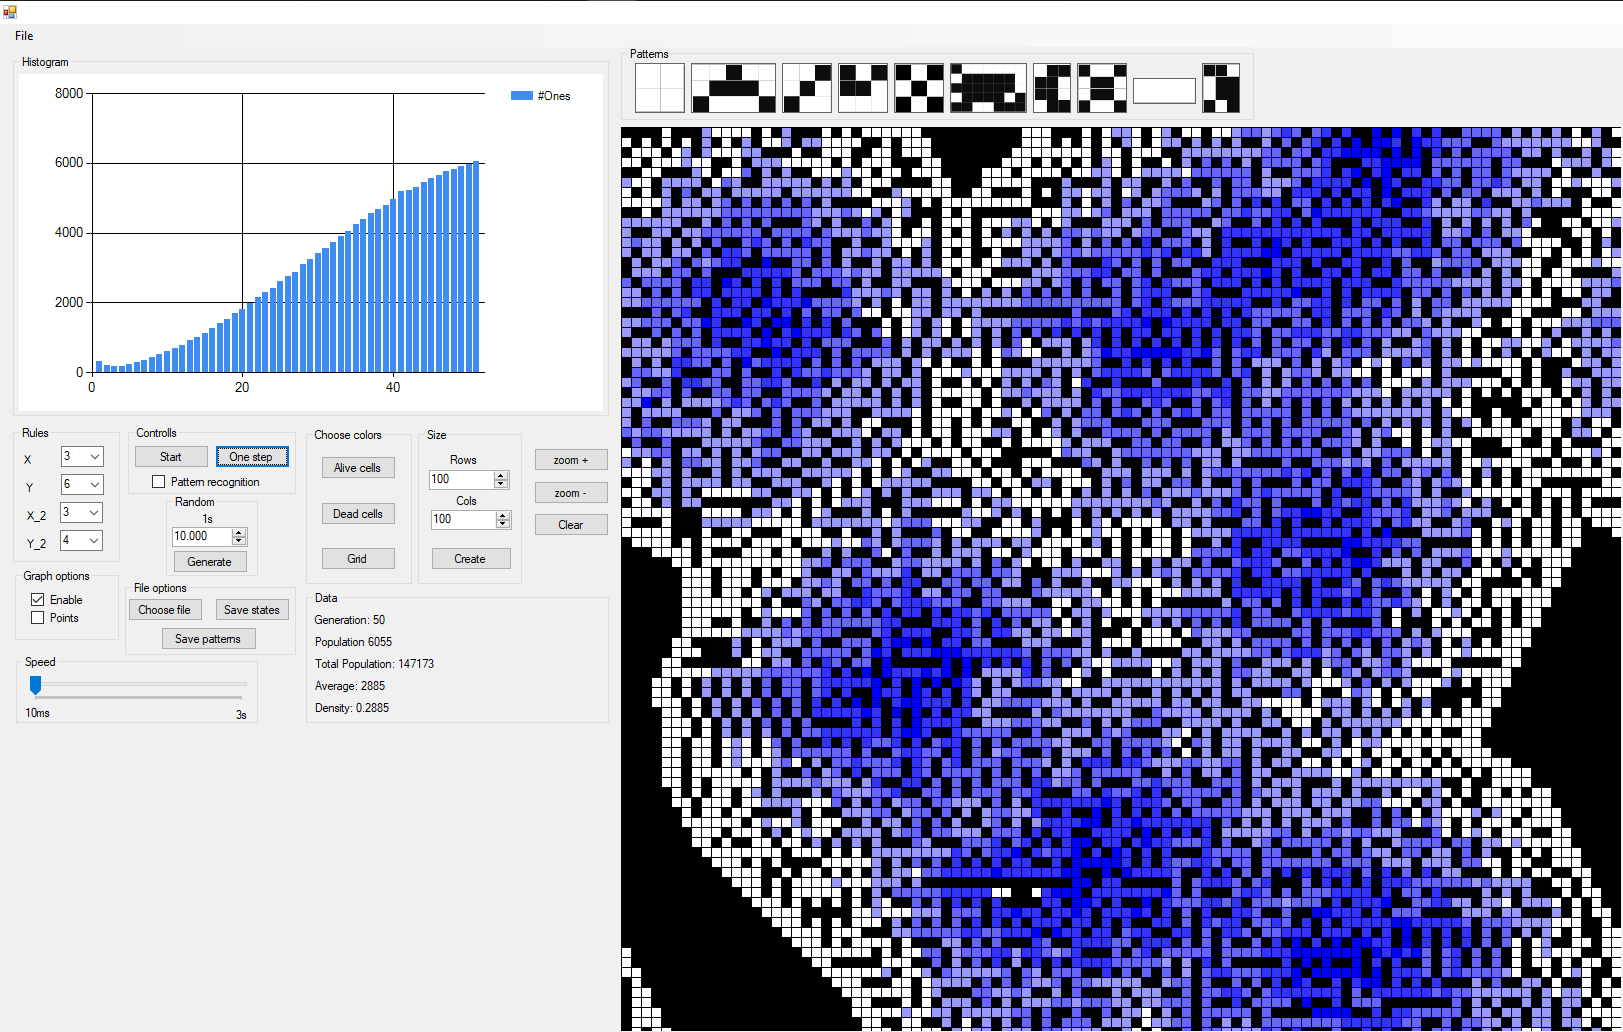 File
Histogram
8000
6000
4000
2000
0
0 20 40
#Ones
Patterns
Rules
X 3
Y 6
X_2 3
Y_2 4
Controlls
Start One step
Pattern recognition
Random
1s
10.000
Generate
Choose colors
Alive cells
Dead cells
Grid
Size
Rows
100
Cols
100
Create
zoom +
zoom -
Clear
Graph options
Enable
Points
File options
Choose file Save states
Save patterns
Speed
10ms 3s
Data
Generation: 50
Population 6055
Total Population: 147173
Average: 2885
Density: 0.2885